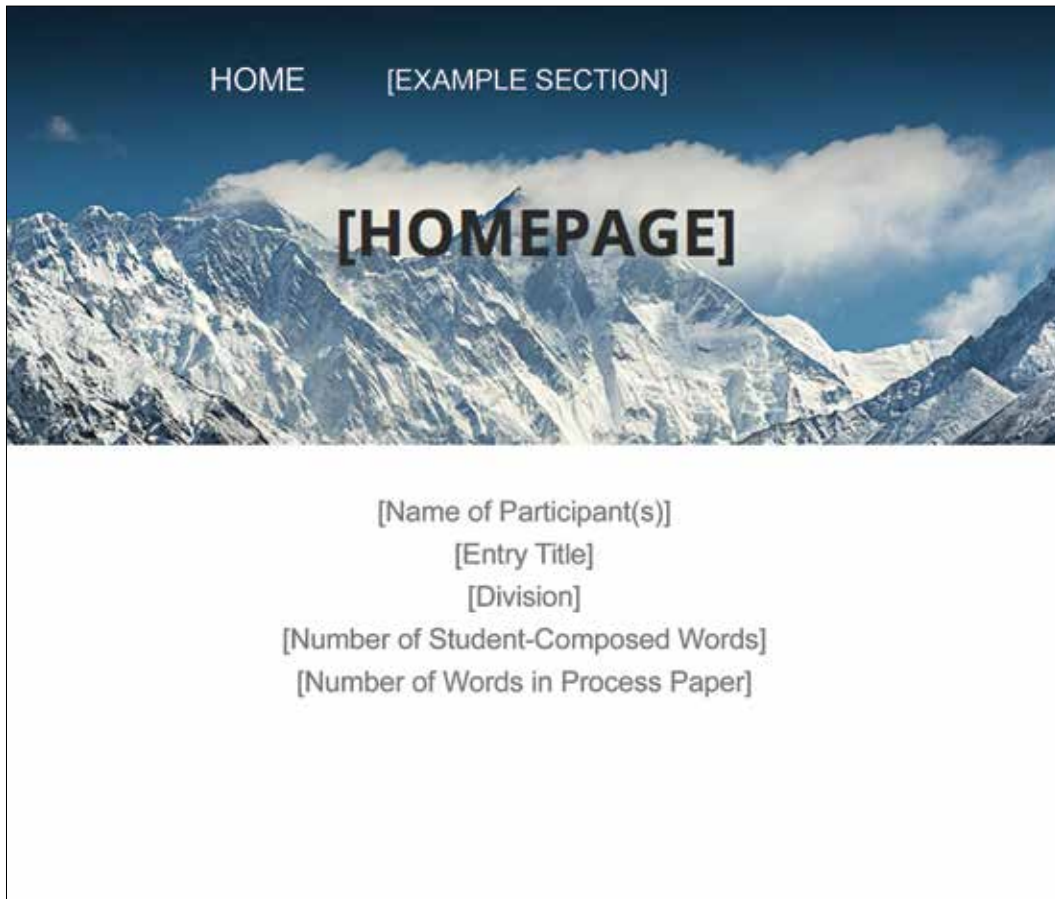 HOME [EXAMPLE SECTION]
[HOMEPAGE]
[Name of Participant(s)]
[Entry Title]
[Division]
[Number of Student-Composed Words]
[Number of Words in Process Paper]